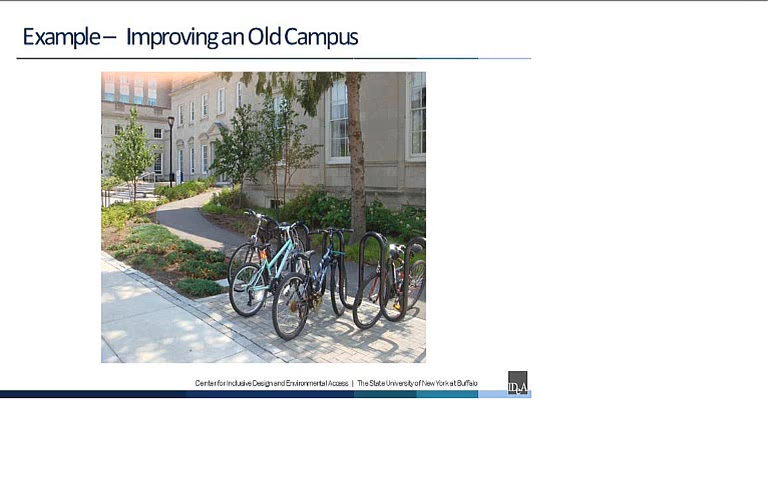 Example – Improving an Old Campus
Center for Inclusive Design and Environmental Access | The State University of New York at Buffalo
IDeA